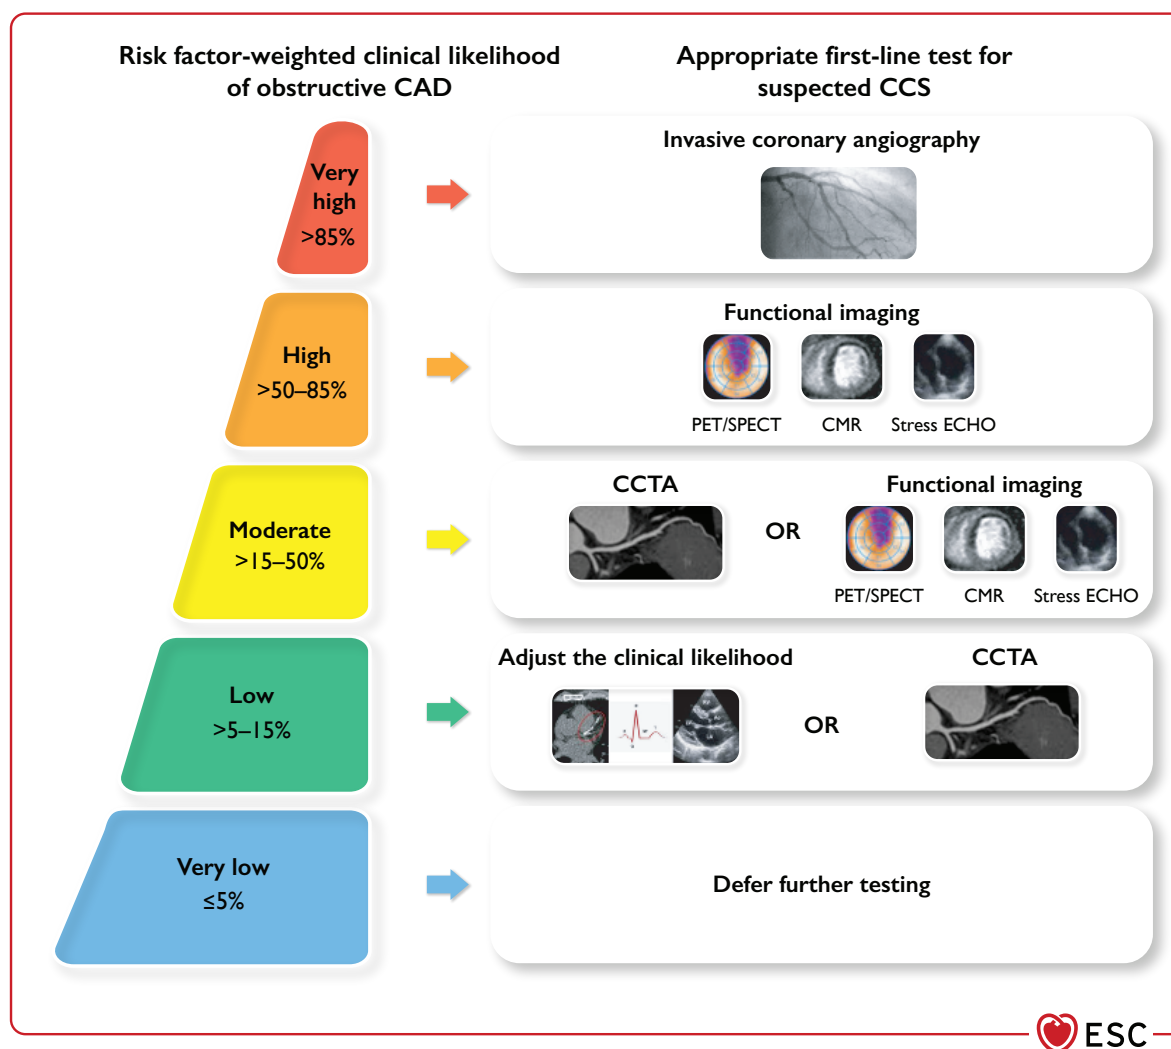 Risk factor-weighted clinical likelihood
of obstructive CAD
Appropriate first-line test for
suspected CCS
Very
high
>85%
Invasive coronary angiography
High
>50–85%
Functional imaging
PET/SPECT
CMR
Stress ECHO
Moderate
>15–50%
CCTA
OR
Functional imaging
PET/SPECT
CMR
Stress ECHO
Low
>5–15%
Adjust the clinical likelihood
OR
CCTA
Very low
≤5%
Defer further testing
ESC